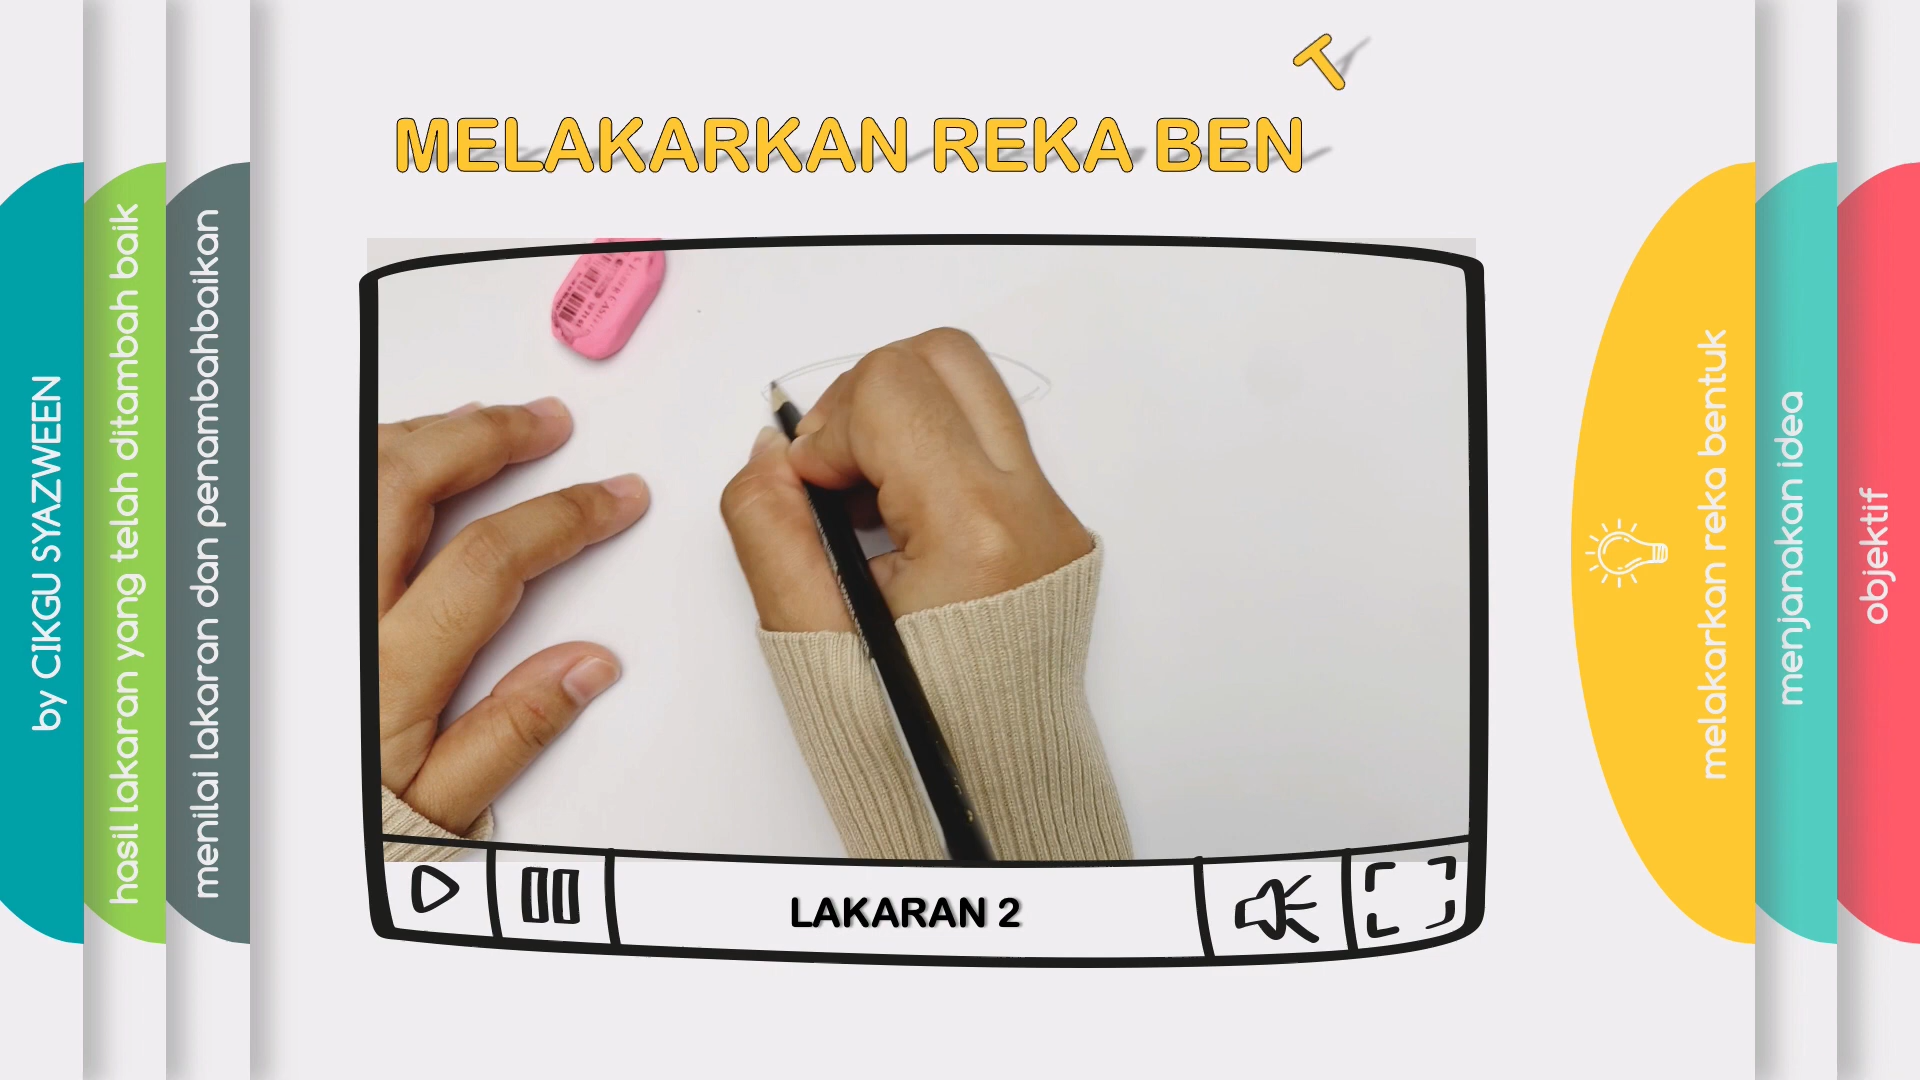 T
MELAKARKAN REKA BEN
by CIKGU SYAZWEEN
hasil lakaran yang telah ditambah baik
menilai lakaran dan penambahbaikan
LAKARAN 2
melakarkan reka bentuk
menjanakan idea
objektif